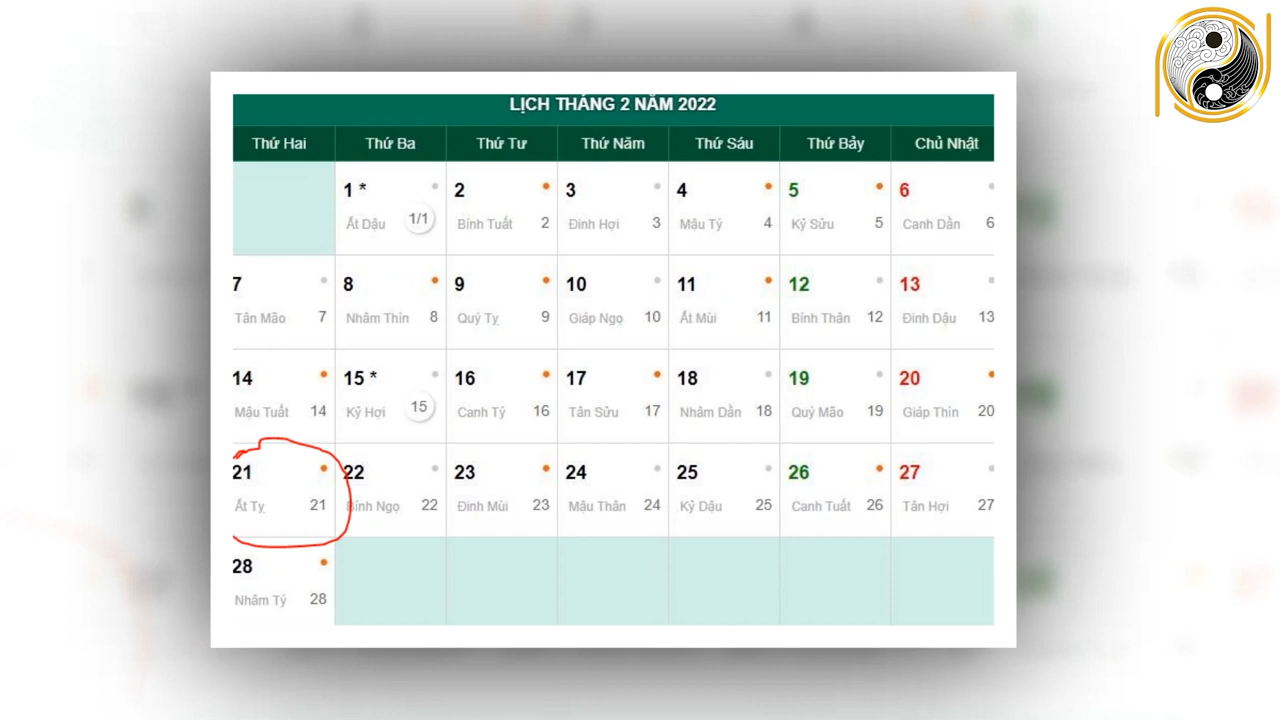 LỊCH THÁNG 2 NĂM 2022
Thứ Hai Thứ Ba Thứ Tư Thứ Năm Thứ Sáu Thứ Bảy Chủ Nhật
1 * 2 3 4 5 6
Ất Dậu 1/1 Bính Tuất 2 Đinh Hợi 3 Mậu Tý 4 Kỷ Sửu 5 Canh Dần 6
7 8 9 10 11 12 13
Tân Mão 7 Nhâm Thìn 8 Quý Tỵ 9 Giáp Ngọ 10 Ất Mùi 11 Bính Thân 12 Đinh Dậu 13
14 15 * 16 17 18 19 20
Mậu Tuất 14 Kỷ Hợi 15 Canh Tý 16 Tân Sửu 17 Nhâm Dần 18 Quý Mão 19 Giáp Thìn 20
21 22 23 24 25 26 27
Ất Tỵ 21 Bính Ngọ 22 Đinh Mùi 23 Mậu Thân 24 Kỷ Dậu 25 Canh Tuất 26 Tân Hợi 27
28
Nhâm Tý 28